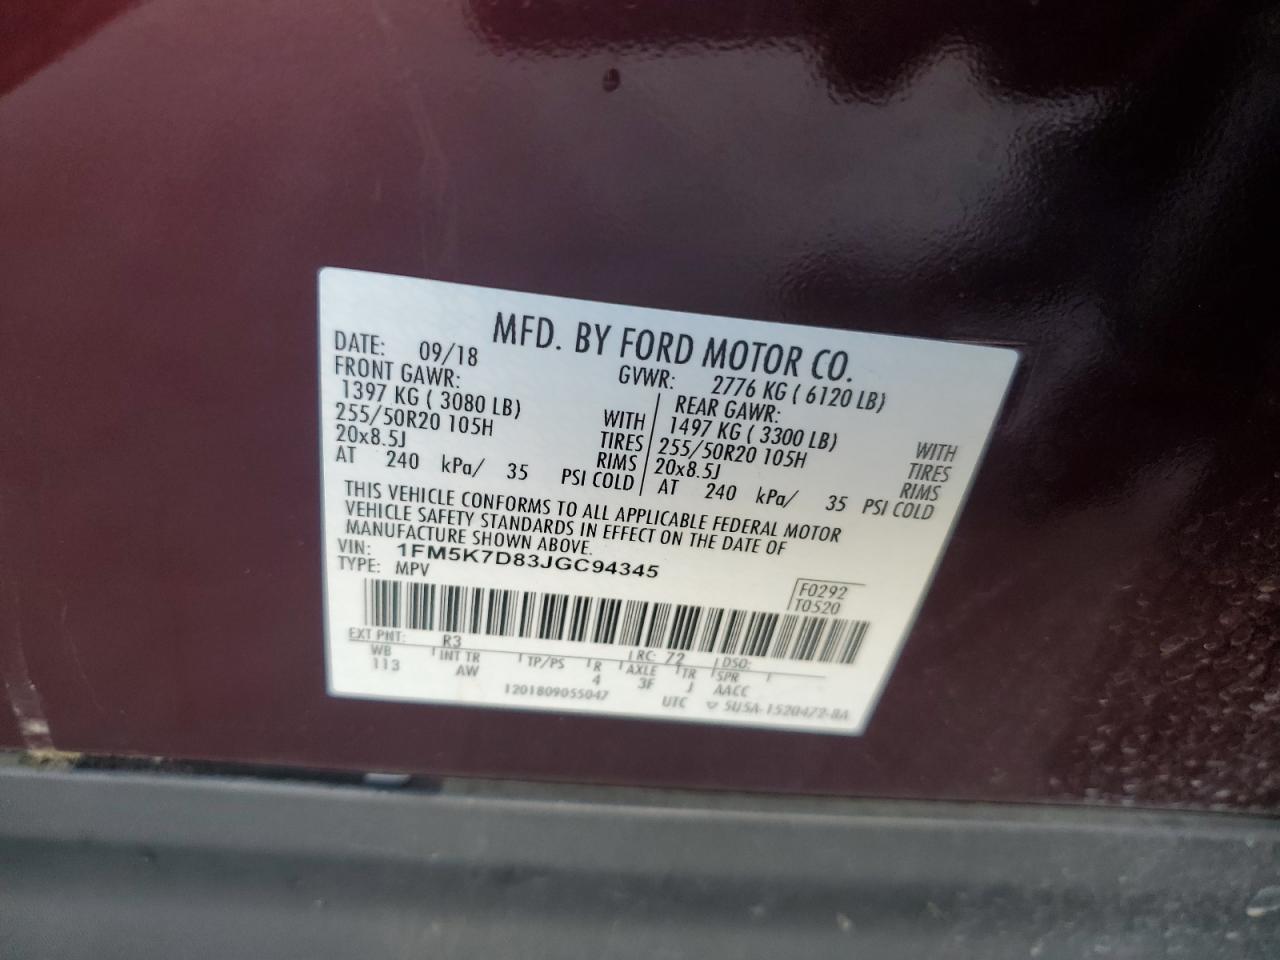 MFD. BY FORD MOTOR CO.
DATE: 09/18 GVWR: 2776 KG ( 6120 LB)
FRONT GAWR: REAR GAWR:
1397 KG ( 3080 LB) WITH 1497 KG ( 3300 LB) WITH
255/50R20 105H TIRES 255/50R20 105H TIRES
20x8.5J RIMS 20x8.5J RIMS
AT 240 kPa/ 35 PSI COLD AT 240 kPa/ 35 PSI COLD
THIS VEHICLE CONFORMS TO ALL APPLICABLE FEDERAL MOTOR
VEHICLE SAFETY STANDARDS IN EFFECT ON THE DATE OF
MANUFACTURE SHOWN ABOVE.
VIN: 1FM5K7D83JGC94345
TYPE: MPV
F0292
T0520
EXT PNT: R3 RC: 72 DSO:
WB INT TR TP/PS R AXLE TR SPR
113 AW 4 3F J AACC
1201809055047 UTC 5U5A-1520472-8A